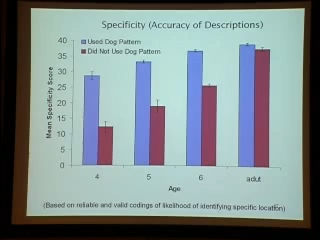 Specificity (Accuracy of Descriptions)
Used Dog Pattern
Did Not Use Dog Pattern
Mean Specificity Score
40
35
30
25
20
15
10
5
0
4 5 6 adut
Age
(Based on reliable and valid codings of likelihood of identifying specific location)